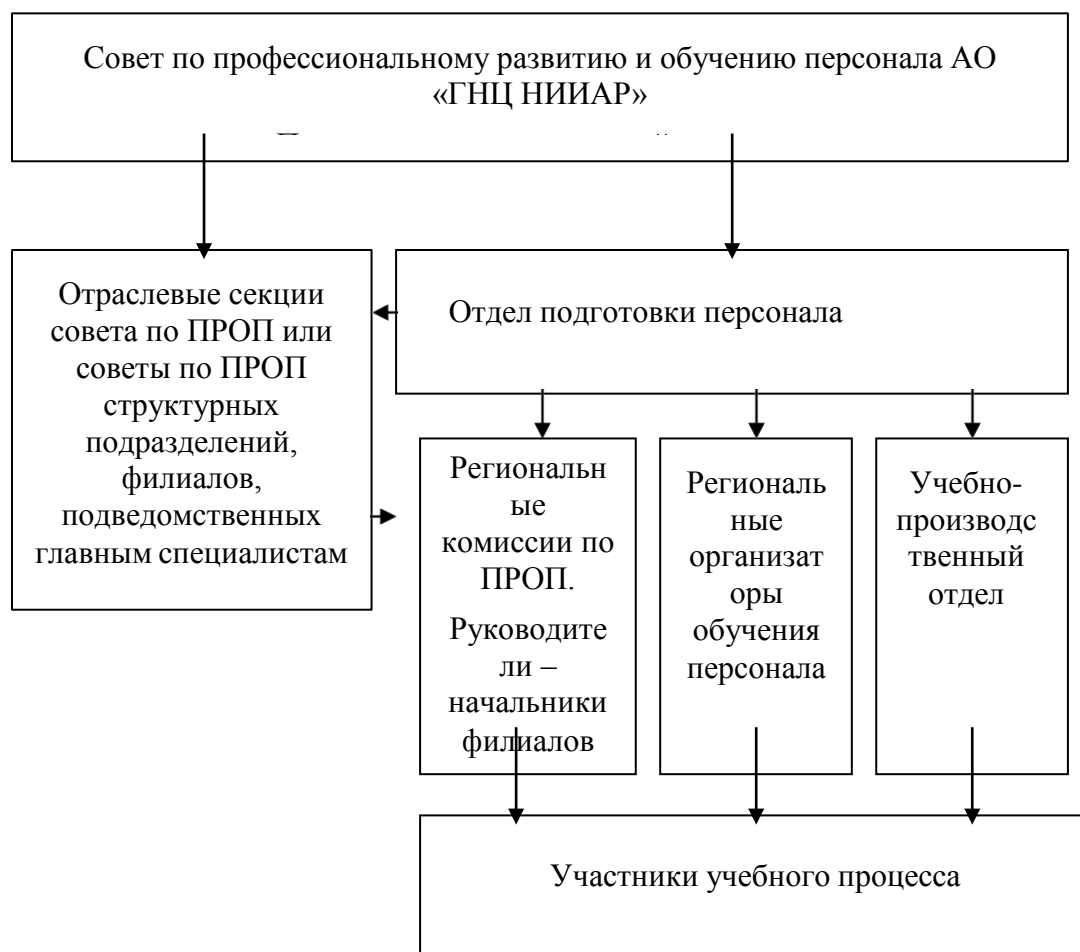 Совет по профессиональному развитию и обучению персонала АО
«ГНЦ НИИАР»
Отраслевые секции
совета по ПРОП или
советы по ПРОП
структурных
подразделений,
филиалов,
подведомственных
главным специалистам
Отдел подготовки персонала
Региональн
ые
комиссии по
ПРОП.
Руководите
ли –
начальники
филиалов
Региональ
ные
организат
оры
обучения
персонала
Учебно-
производс
твенный
отдел
Участники учебного процесса